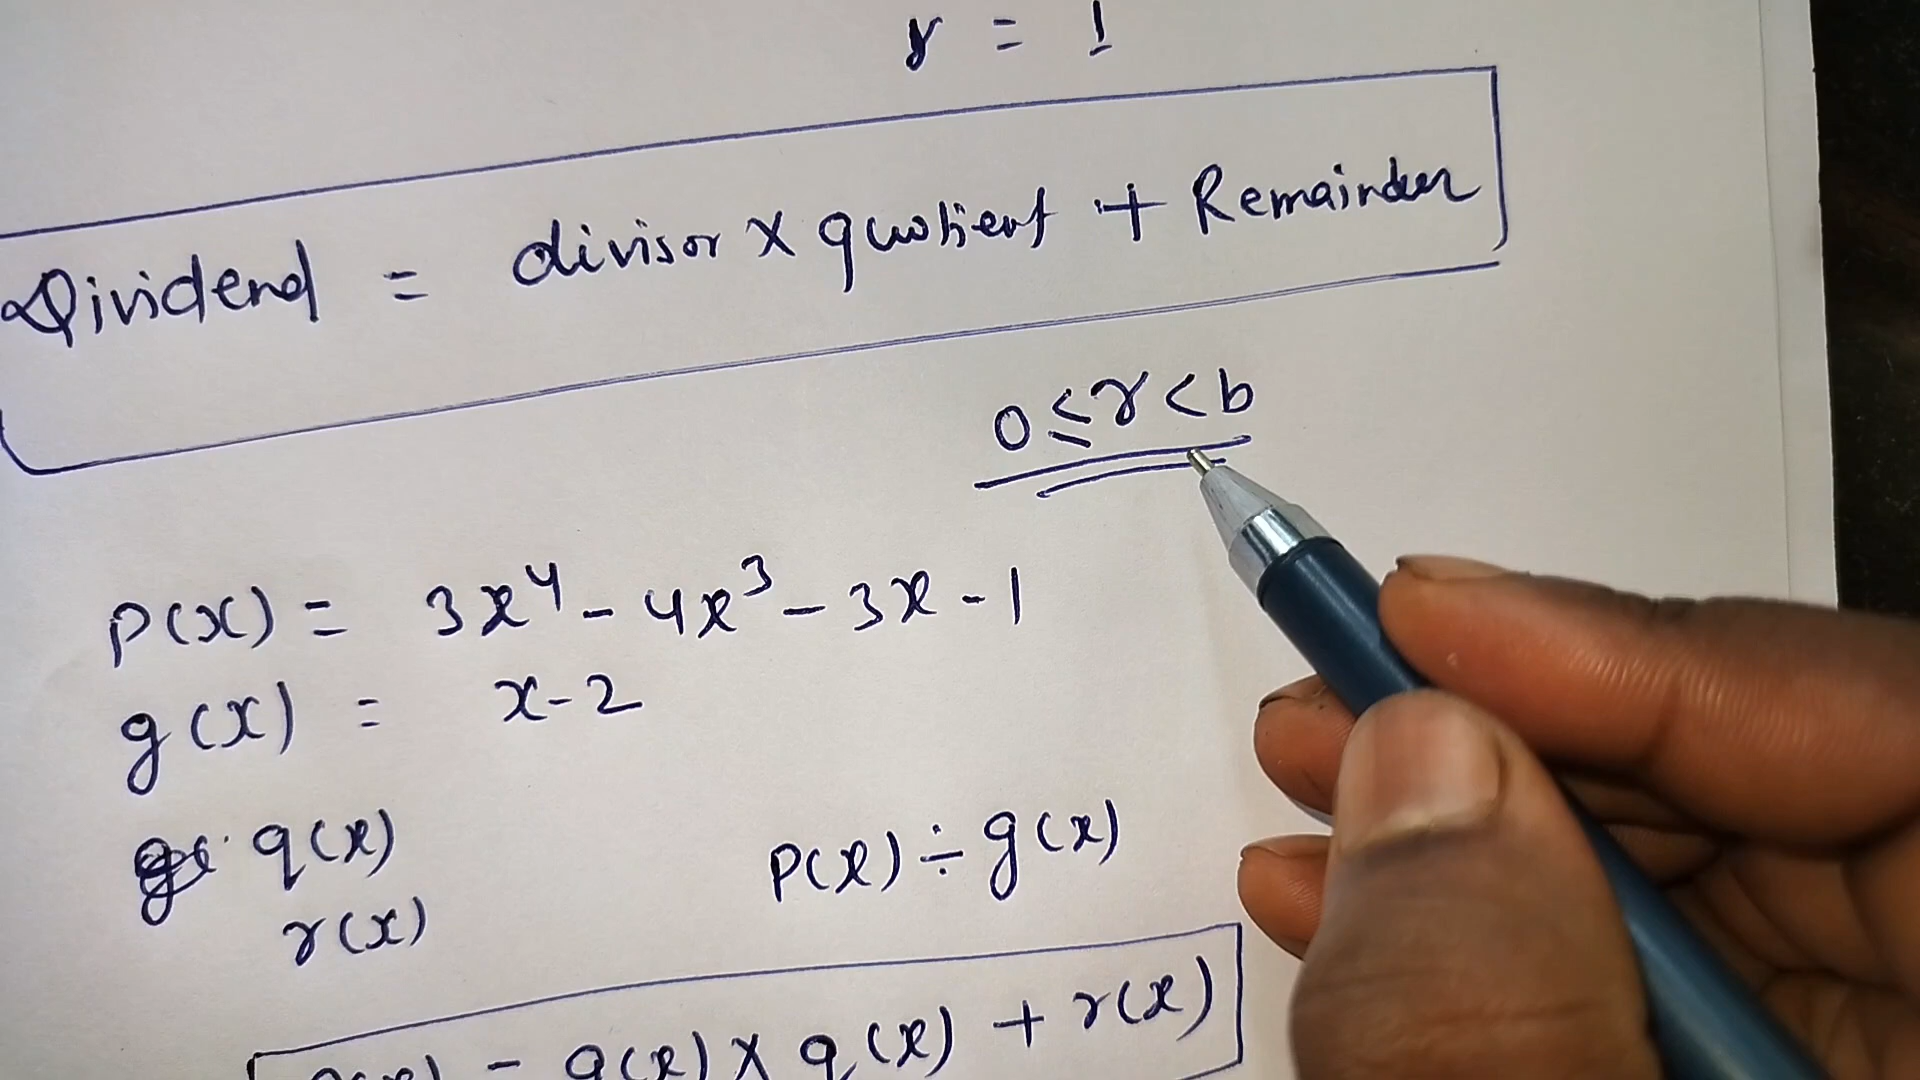 r = 1
Dividend = divisor × quotient + Remainder
0 ≤ r < b
P(x) = 3x⁴ - 4x³ - 3x - 1
g(x) = x-2
q(x)
P(x) ÷ g(x)
r(x)
= g(x) × q(x) + r(x)